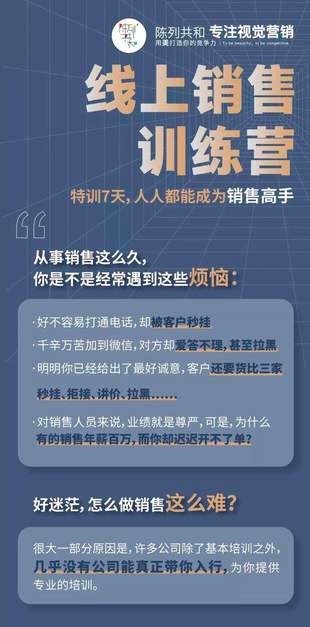 陈列共和 专注视觉营销
用美打造你的竞争力 | To be beauty, to be competitive.
线上销售
训练营
特训7天,人人都能成为销售高手
从事销售这么久,
你是不是经常遇到这些烦恼:
· 好不容易打通电话,却被客户秒挂
· 千辛万苦加到微信,对方却爱答不理,甚至拉黑
· 明明你已经给出了最好诚意,客户还要货比三家
秒挂、拒接、讲价、拉黑……
· 对销售人员来说,业绩就是尊严,可是,为什么
有的销售年薪百万,而你却迟迟开不了单?
好迷茫,怎么做销售这么难?
很大一部分原因是,许多公司除了基本培训之外,
几乎没有公司能真正带你入行,为你提供
专业的培训。